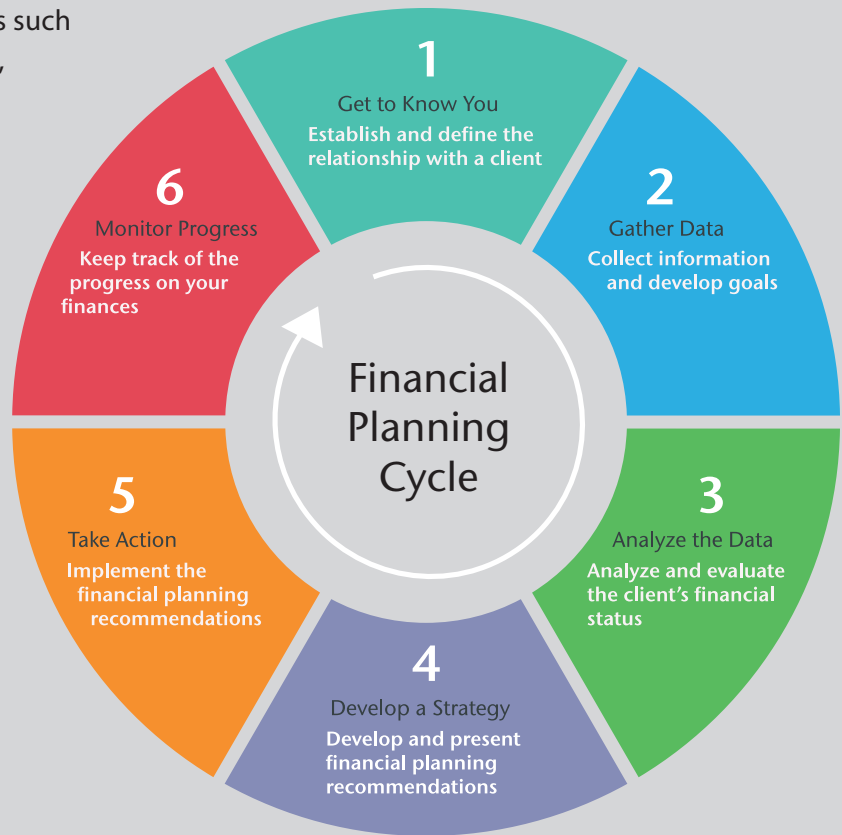 s such
,
1
Get to Know You
Establish and define the
relationship with a client
2
Gather Data
Collect information
and develop goals
3
Analyze the Data
Analyze and evaluate
the client's financial
status
4
Develop a Strategy
Develop and present
financial planning
recommendations
5
Take Action
Implement the
financial planning
recommendations
6
Monitor Progress
Keep track of the
progress on your
finances
Financial
Planning
Cycle